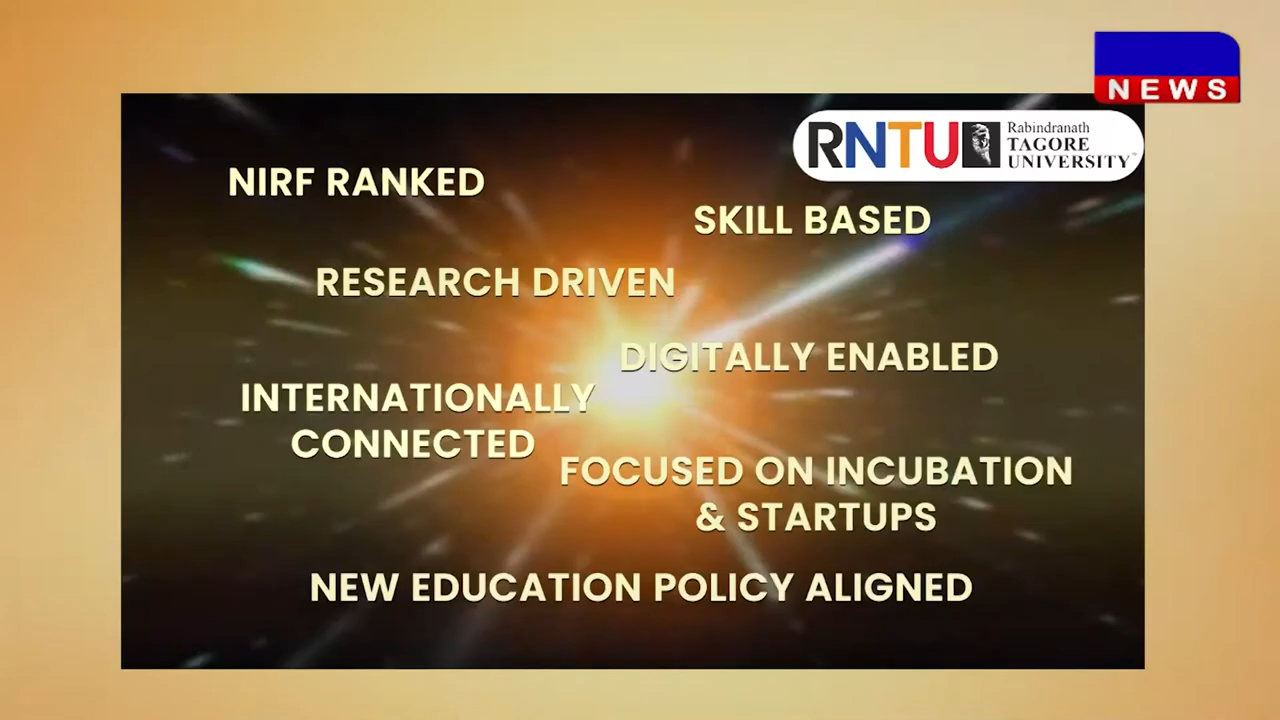 NEWS
RNTU
Rabindranath
TAGORE
UNIVERSITY
NIRF RANKED
SKILL BASED
RESEARCH DRIVEN
DIGITALLY ENABLED
INTERNATIONALLY
CONNECTED
FOCUSED ON INCUBATION
& STARTUPS
NEW EDUCATION POLICY ALIGNED